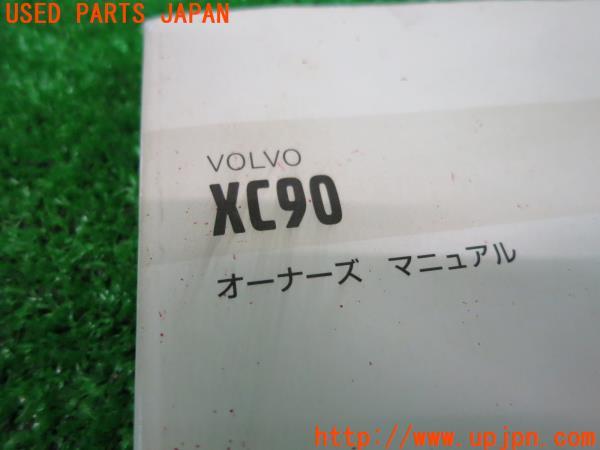 USED PARTS JAPAN
VOLVO
XC90
オーナーズ マニュアル
http://www.upjpn.com